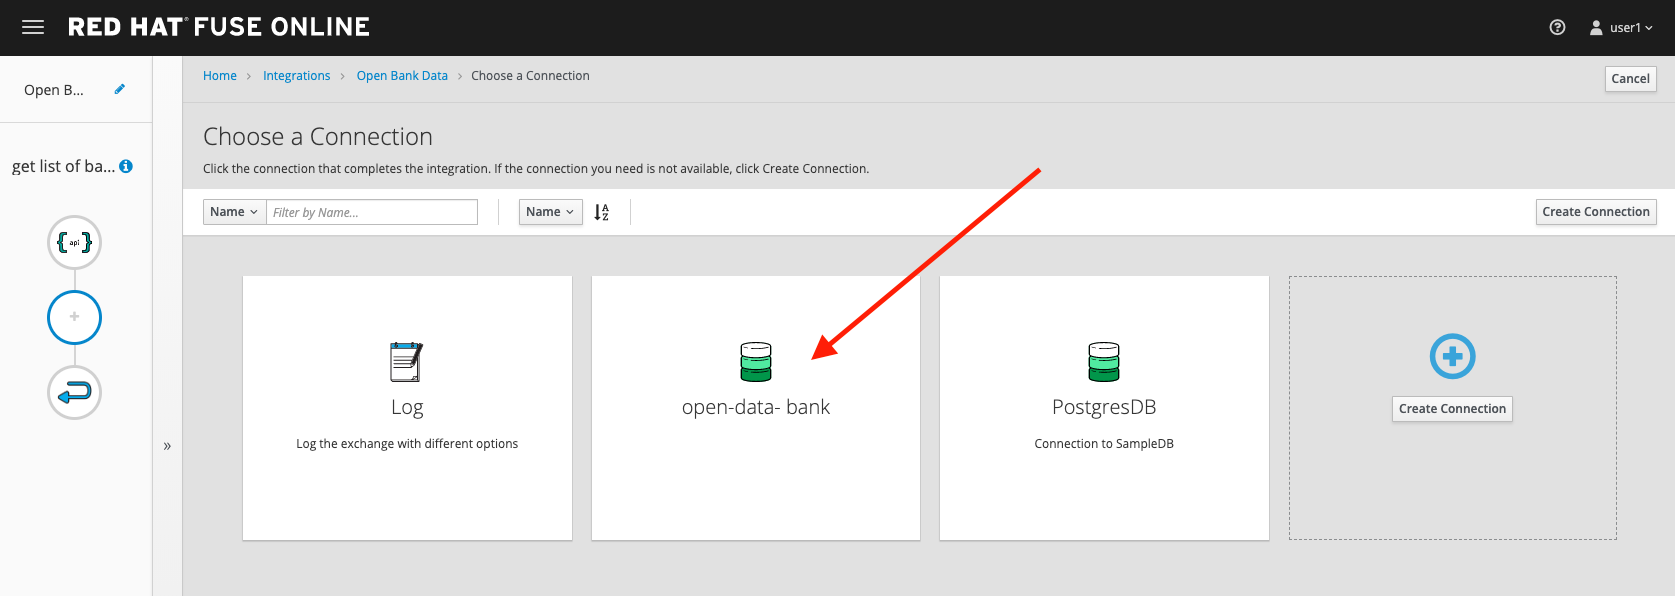 RED HAT® FUSE ONLINE
user1
Open B...
Home > Integrations > Open Bank Data > Choose a Connection
Cancel
get list of ba...
Choose a Connection
Click the connection that completes the integration. If the connection you need is not available, click Create Connection.
Name Filter by Name... Name A Z Create Connection
{api}
Log
Log the exchange with different options
open-data- bank
PostgresDB
Connection to SampleDB
Create Connection
»